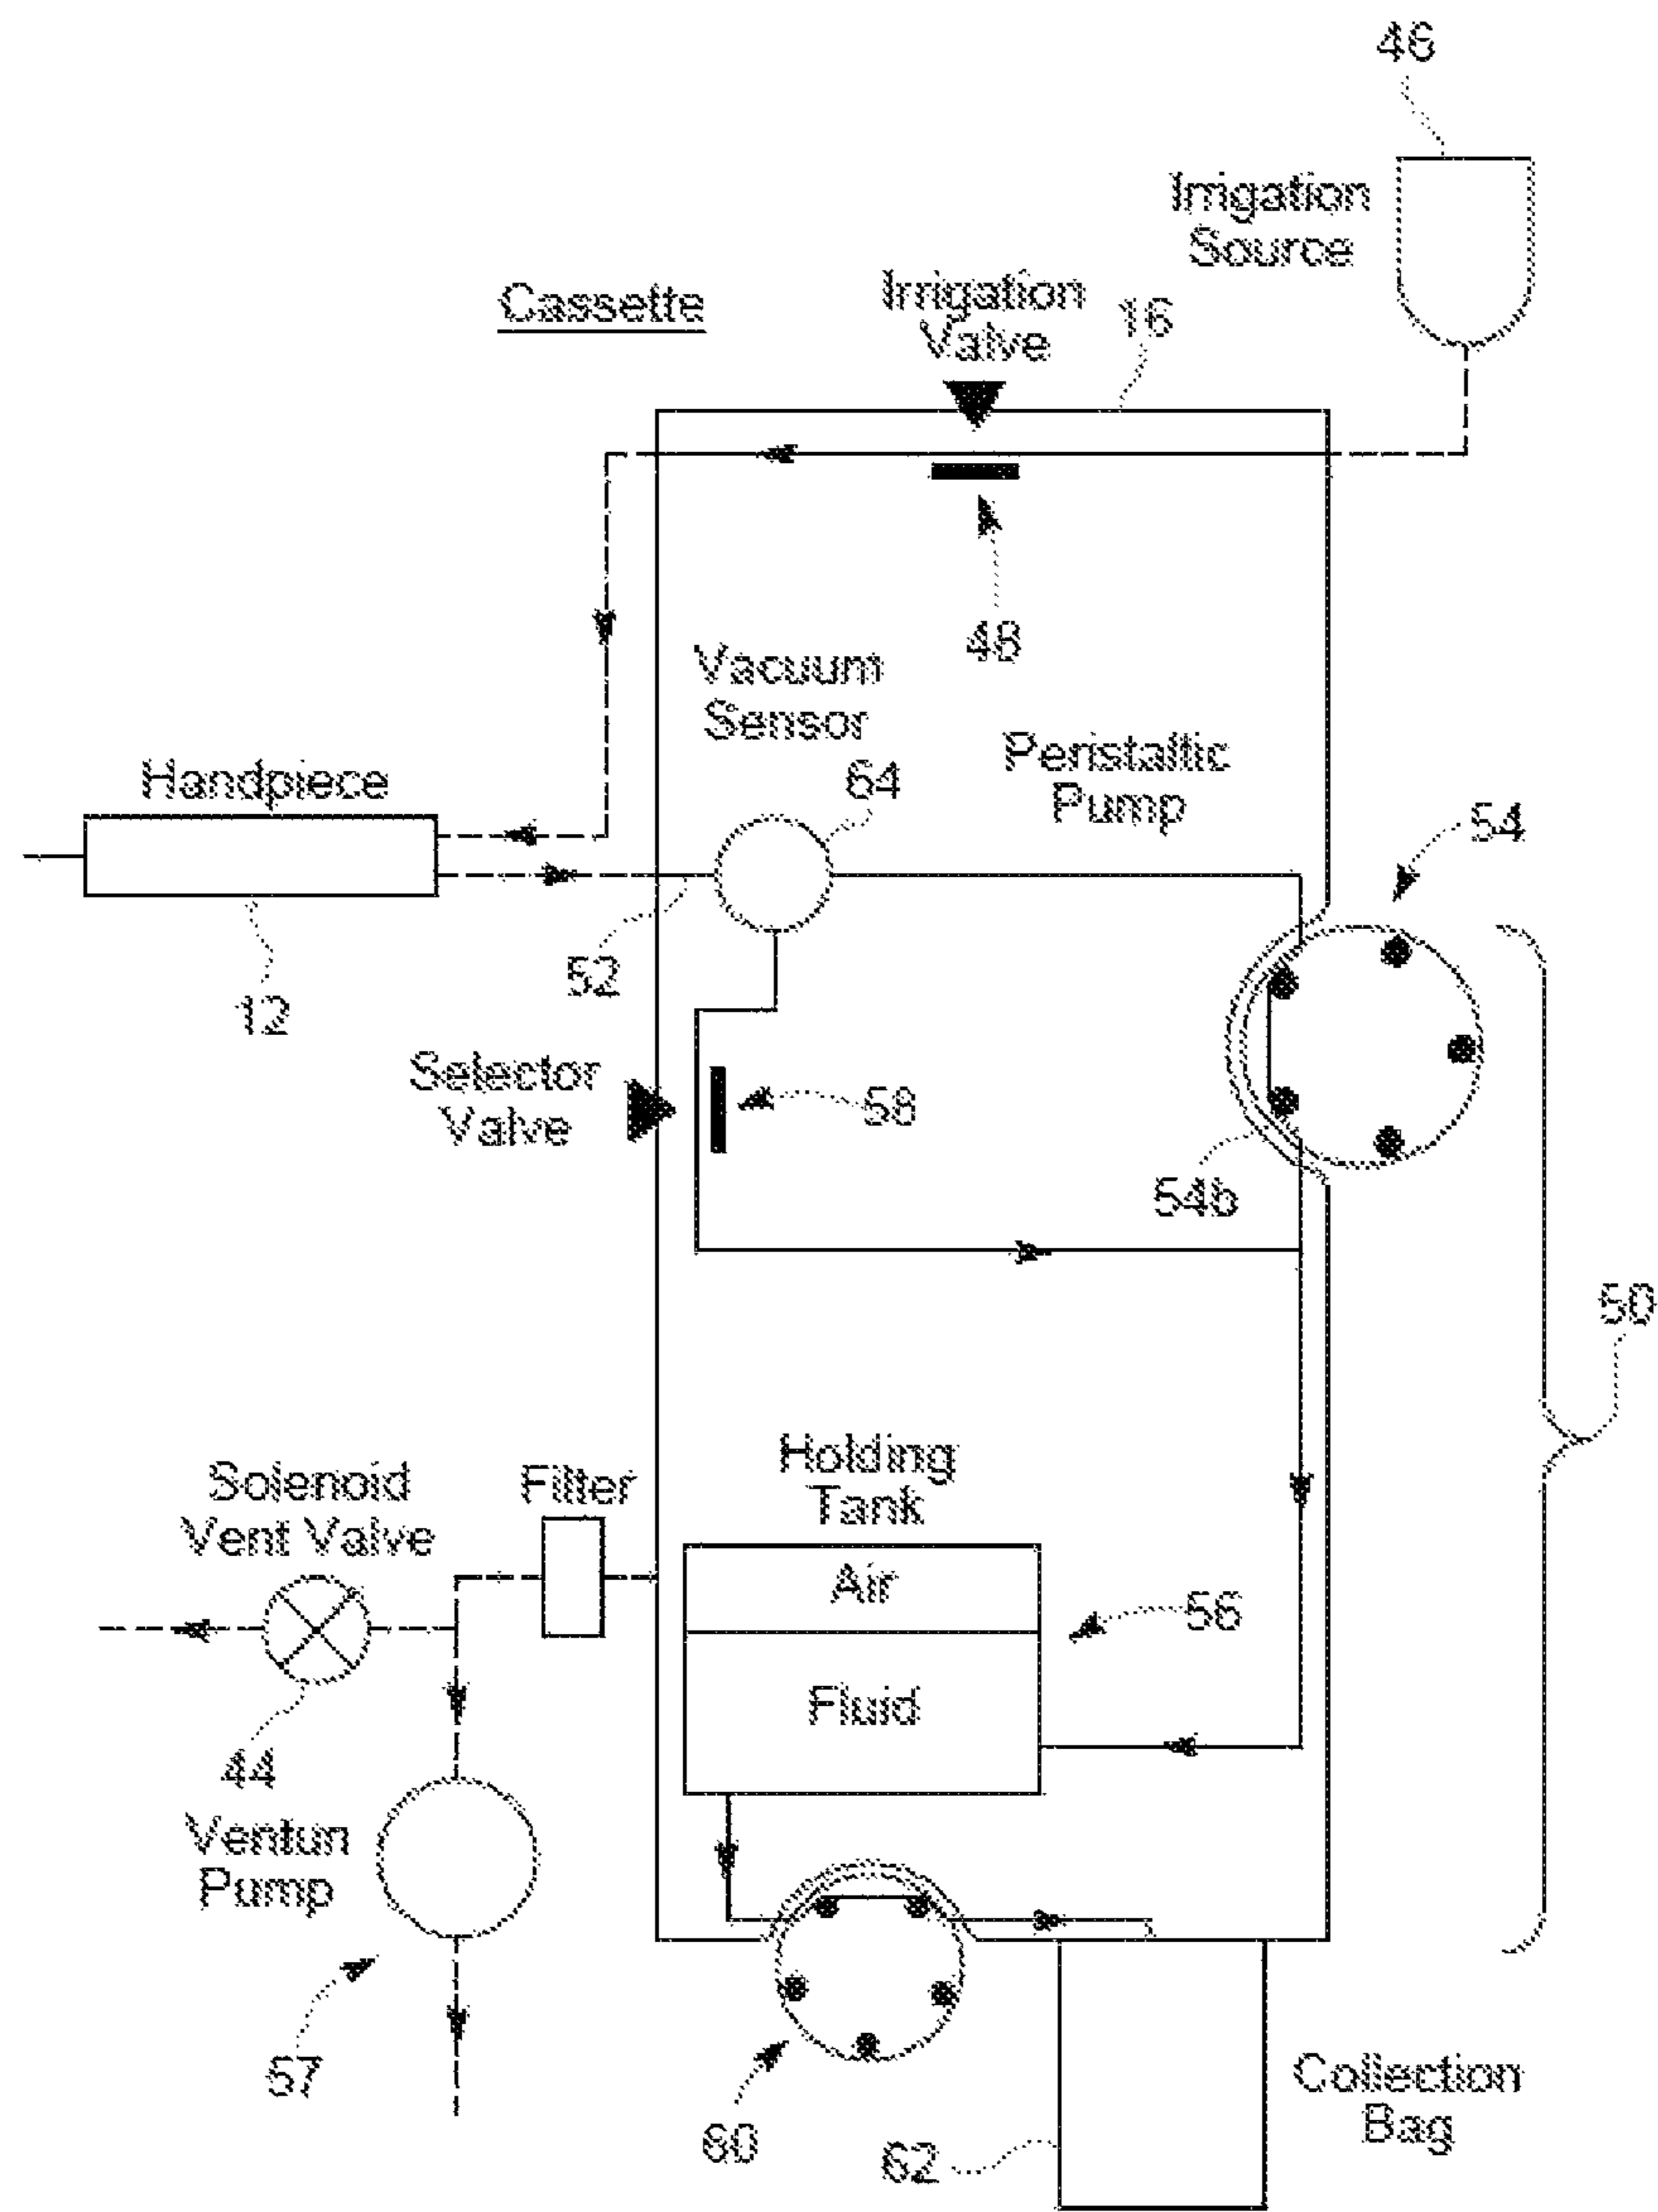 46
Irrigation
Source
Cassette
Irrigation
Valve
16
48
Vacuum
Sensor
64
Peristaltic
Pump
54
Handpiece
12
52
Selector
Valve
58
54b
50
Solenoid
Vent Valve
Filter
Holding
Tank
Air
56
Fluid
44
Venturi
Pump
57
60
62
Collection
Bag